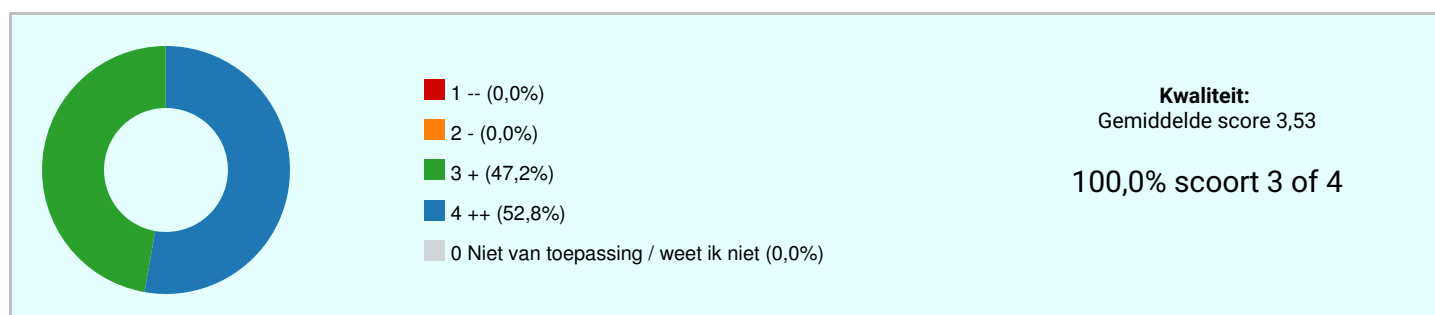 1 -- (0,0%)
2 - (0,0%)
3 + (47,2%)
4 ++ (52,8%)
0 Niet van toepassing / weet ik niet (0,0%)
Kwaliteit:
Gemiddelde score 3,53
100,0% scoort 3 of 4